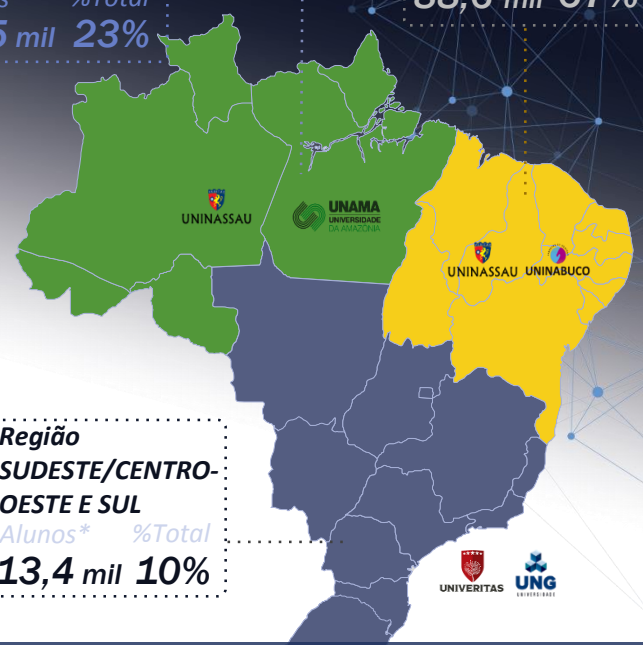 %Total
mil 23%
mil
UNINASSAU
UNAMA
UNIVERSIDADE
DA AMAZÔNIA
UNINASSAU
UNINABUCO
Região
SUDESTE/CENTRO-
OESTE E SUL
Alunos* %Total
13,4 mil 10%
UNIVERITAS
UNG
UNIVERSIDADE